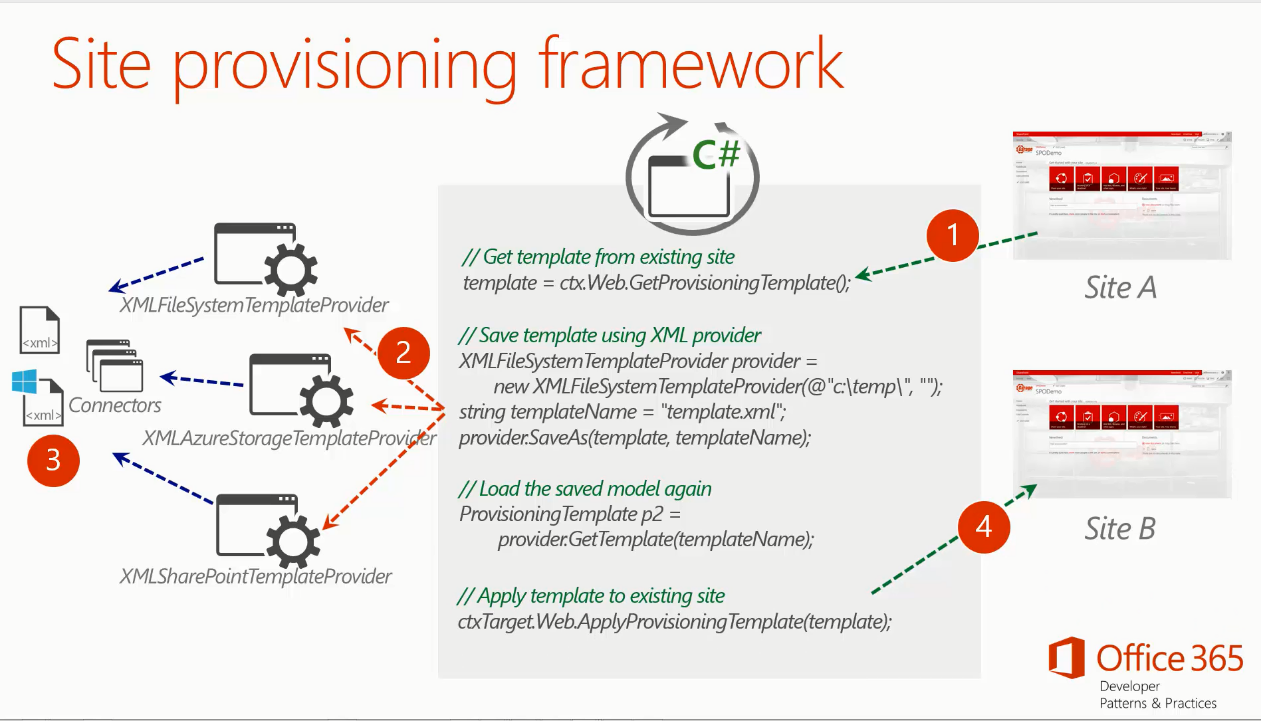 Site provisioning framework
C#
// Get template from existing site
template = ctx.Web.GetProvisioningTemplate();
// Save template using XML provider
XMLFileSystemTemplateProvider provider =
new XMLFileSystemTemplateProvider(@"c:\temp\", "");
string templateName = "template.xml";
provider.SaveAs(template, templateName);
// Load the saved model again
ProvisioningTemplate p2 =
provider.GetTemplate(templateName);
// Apply template to existing site
ctxTarget.Web.ApplyProvisioningTemplate(template);
XMLFileSystemTemplateProvider
<xml>
Connectors
<xml>
XMLAzureStorageTemplateProvider
XMLSharePointTemplateProvider
1
2
3
4
SPODemo
Site A
SPODemo
Site B
Office 365
Developer
Patterns & Practices